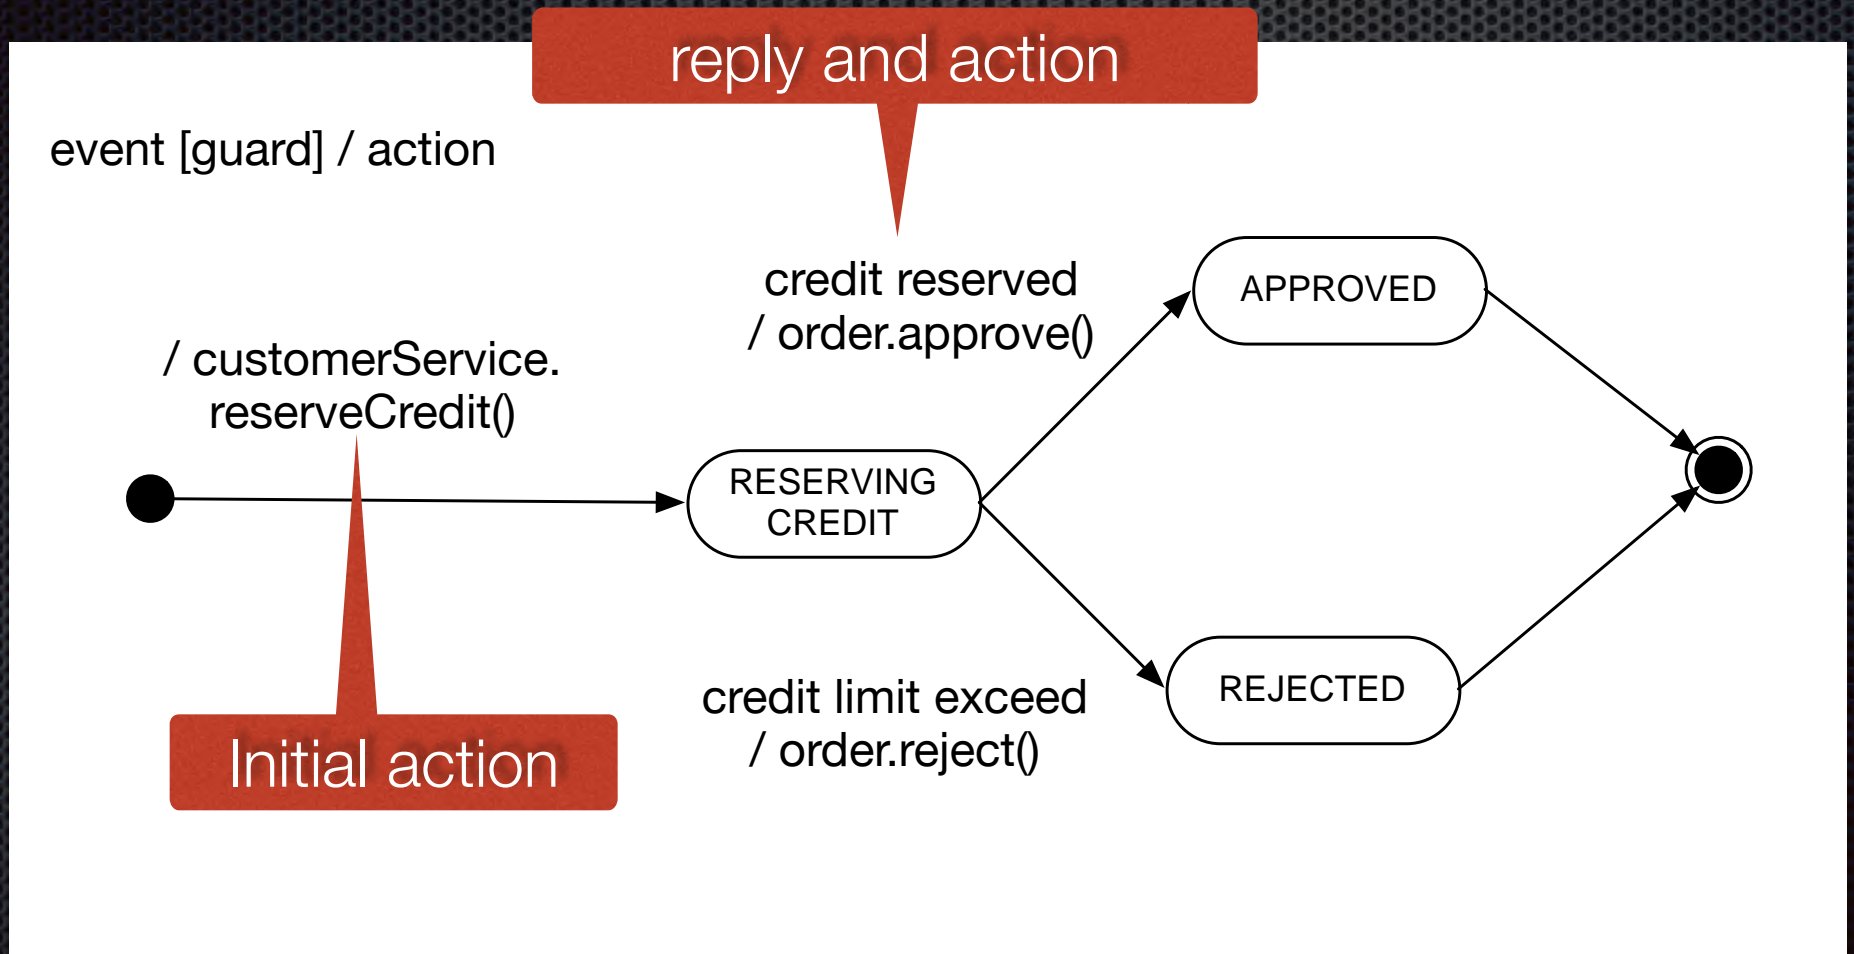 reply and action
event [guard] / action
credit reserved
/ order.approve()
APPROVED
/ customerService.
reserveCredit()
RESERVING
CREDIT
credit limit exceed
/ order.reject()
REJECTED
Initial action